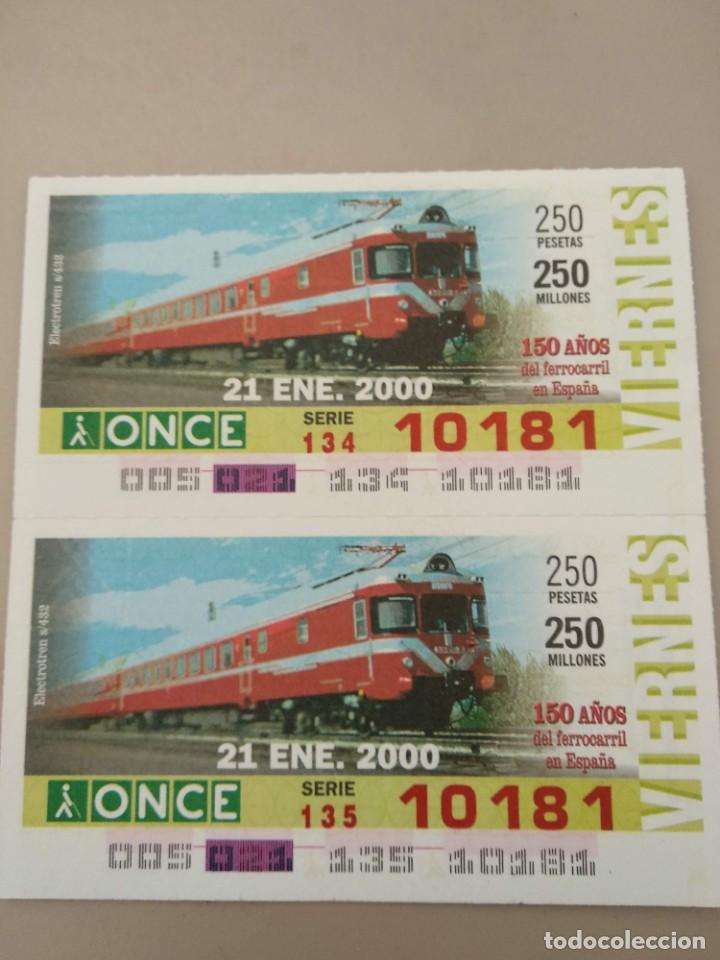 Electrotren s/432
250
PESETAS
250
MILLONES
150 AÑOS
del ferrocarril
en España
VIERNES
21 ENE. 2000
ONCE
SERIE
134
10181
005 021 134 10181
Electrotren s/432
250
PESETAS
250
MILLONES
150 AÑOS
del ferrocarril
en España
VIERNES
21 ENE. 2000
ONCE
SERIE
135
10181
005 021 135 10181
todocoleccion.net